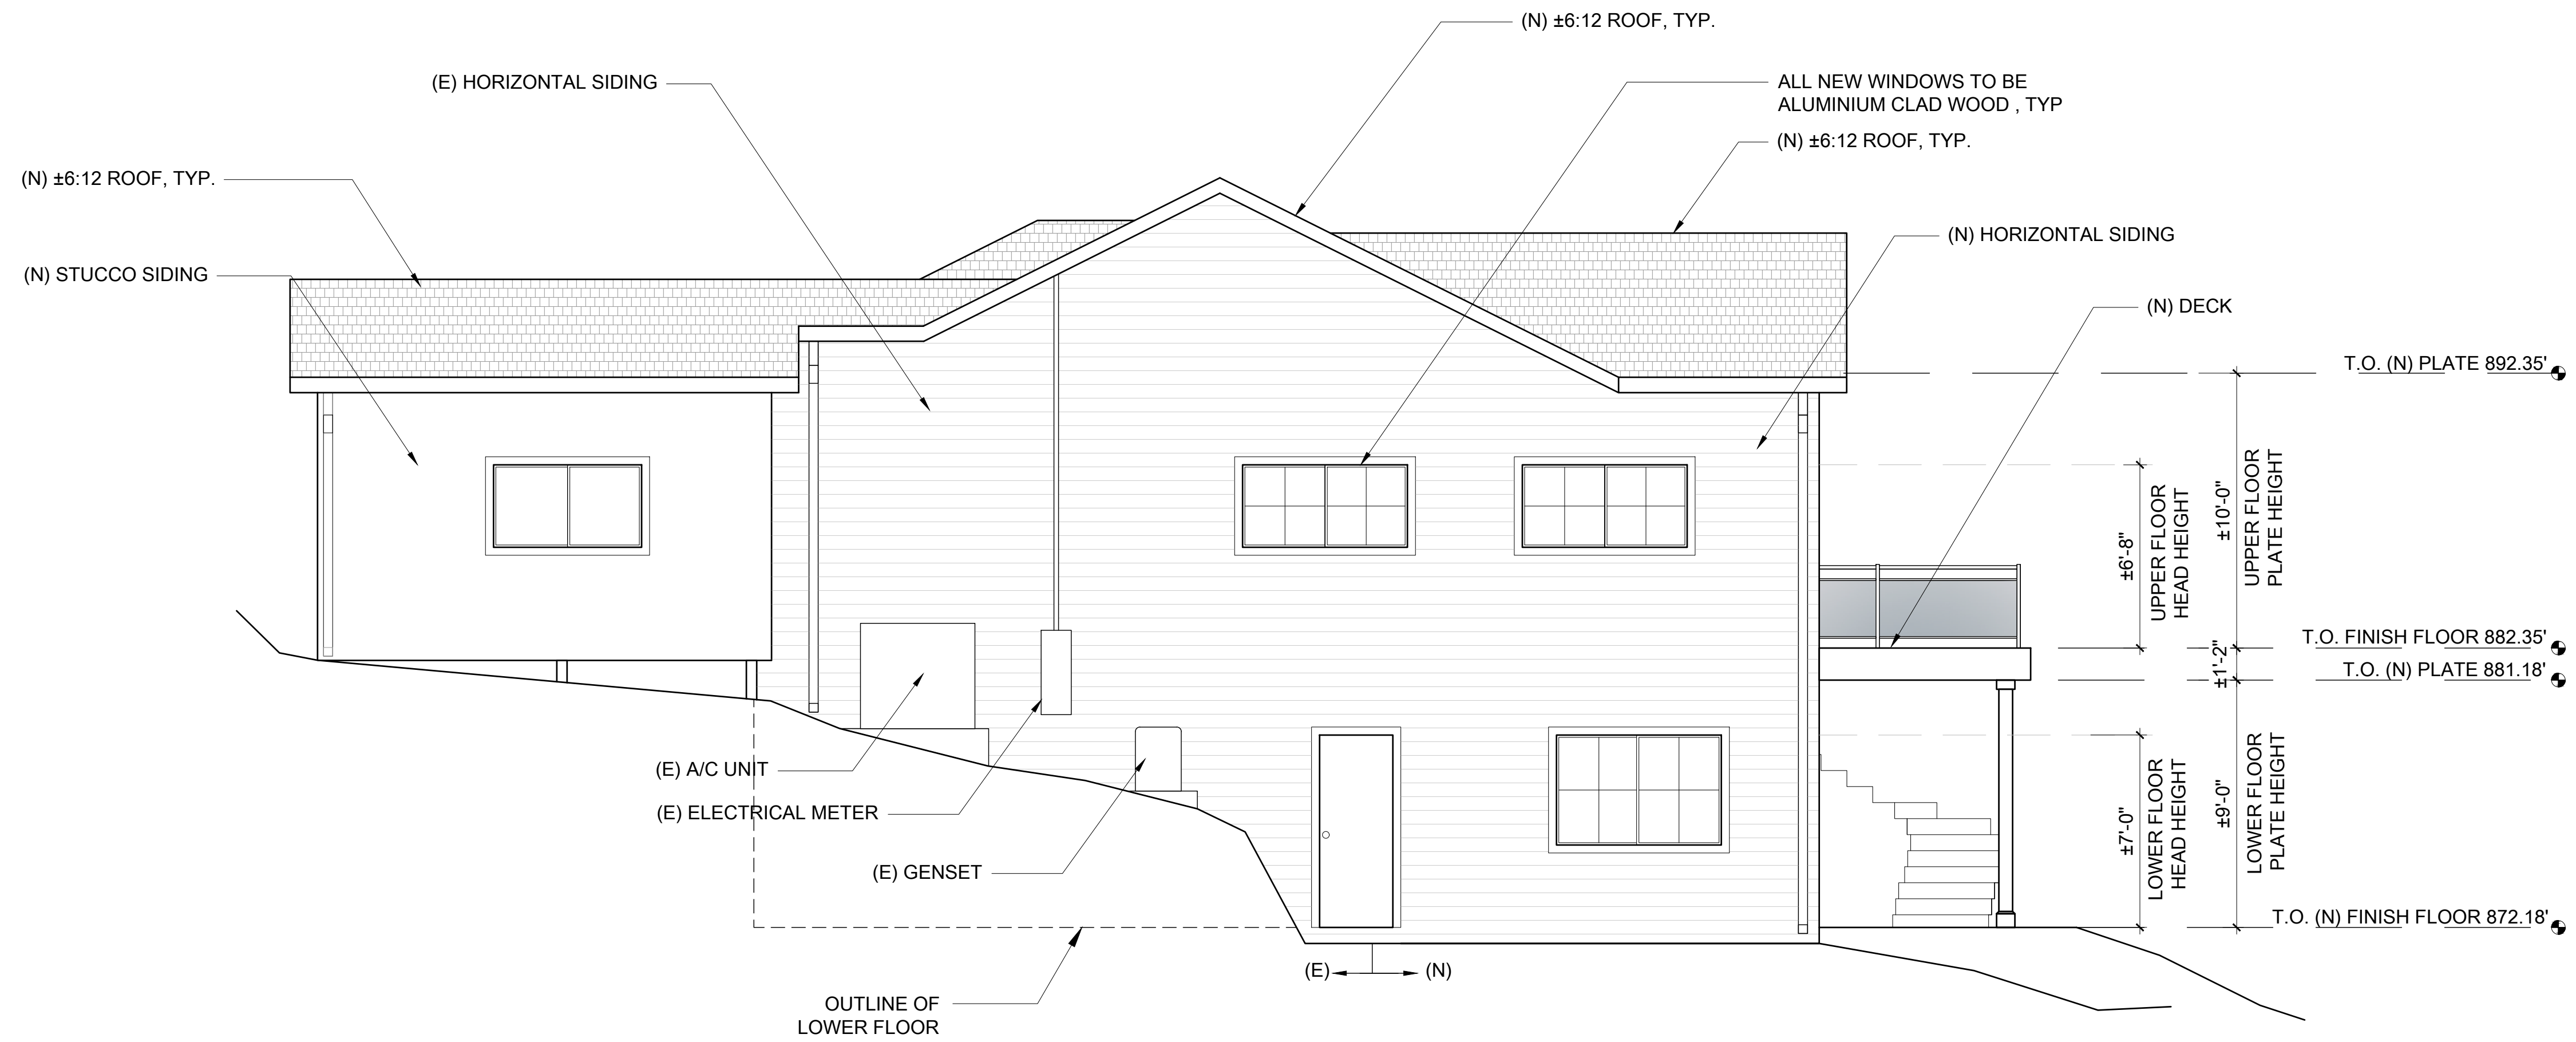 (N) ±6:12 ROOF, TYP.
(E) HORIZONTAL SIDING
ALL NEW WINDOWS TO BE
ALUMINIUM CLAD WOOD , TYP
(N) ±6:12 ROOF, TYP.
(N) ±6:12 ROOF, TYP.
(N) HORIZONTAL SIDING
(N) STUCCO SIDING
(N) DECK
T.O. (N) PLATE 892.35'
±6'-8"
UPPER FLOOR
HEAD HEIGHT
±10'-0"
UPPER FLOOR
PLATE HEIGHT
T.O. FINISH FLOOR 882.35'
±1'-2"
T.O. (N) PLATE 881.18'
(E) A/C UNIT
(E) ELECTRICAL METER
(E) GENSET
±7'-0"
LOWER FLOOR
HEAD HEIGHT
±9'-0"
LOWER FLOOR
PLATE HEIGHT
T.O. (N) FINISH FLOOR 872.18'
(E)
(N)
OUTLINE OF
LOWER FLOOR